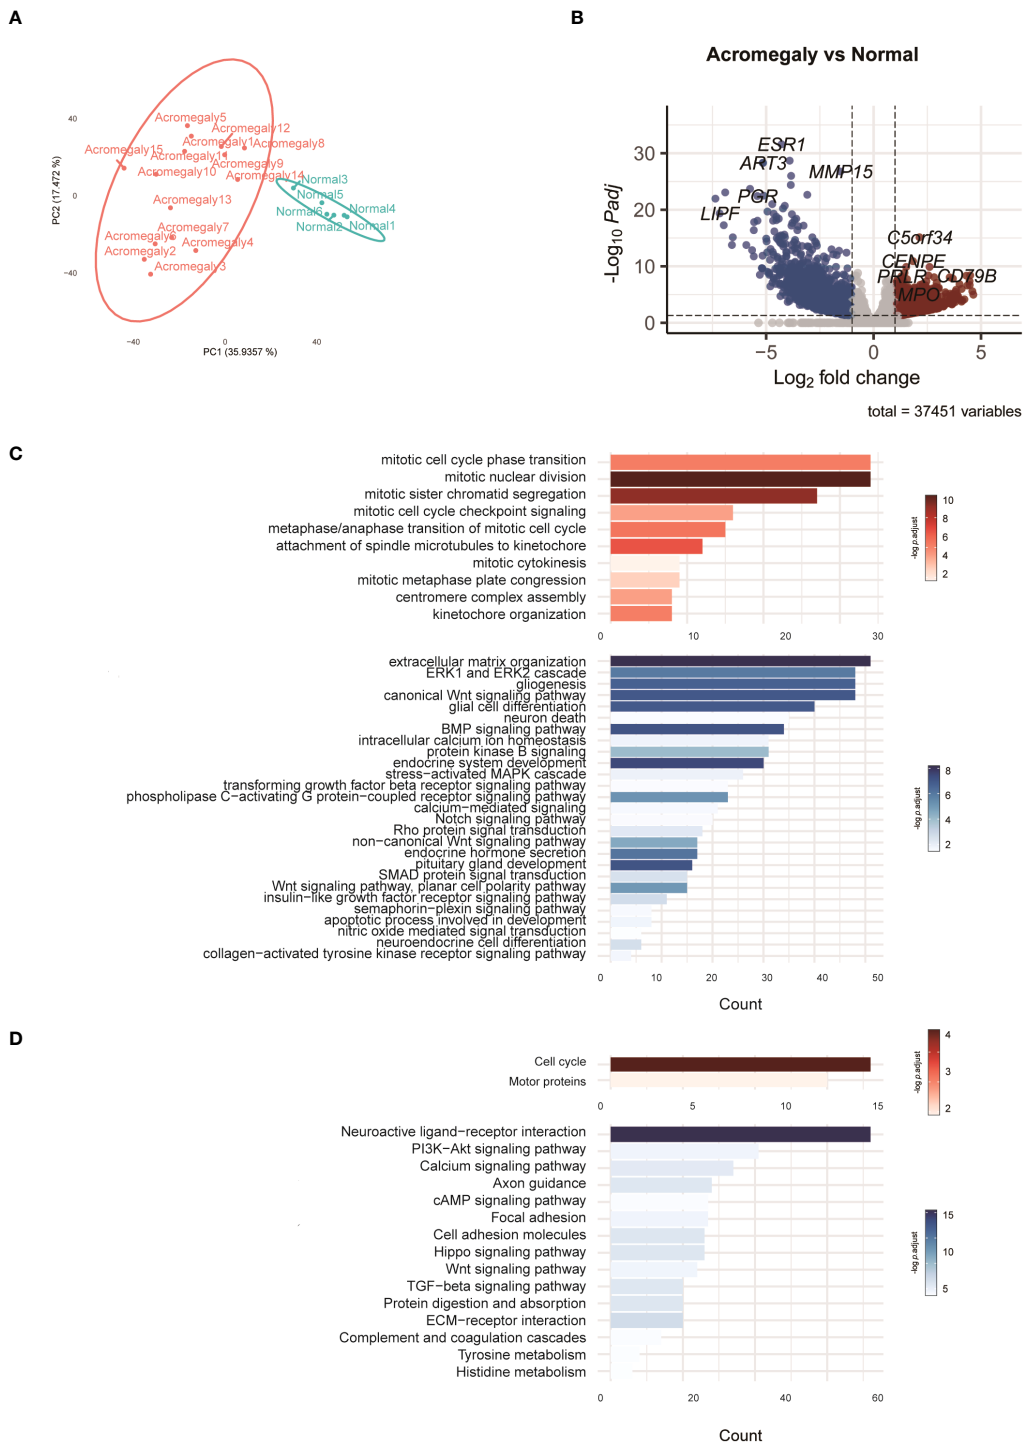 A
B
Acromegaly vs Normal
PC2 (17.472 %)
40
0
−40
Acromegaly5
Acromegaly12
Acromegaly1
Acromegaly8
Acromegaly15
Acromegaly9
Acromegaly10
Acromegaly14
Acromegaly13
Acromegaly7
Acromegaly4
Acromegaly2
Acromegaly3
Normal3
Normal5
Normal6
Normal4
Normal2
Normal1
−40
0
40
PC1 (35.9357 %)
-Log10 Padj
30
20
10
0
ESR1
ART3
MMP15
PGR
LIPF
C5orf34
CENPE
PRLR
CD79B
MPO
−5
0
5
Log2 fold change
total = 37451 variables
C
mitotic cell cycle phase transition
mitotic nuclear division
mitotic sister chromatid segregation
mitotic cell cycle checkpoint signaling
metaphase/anaphase transition of mitotic cell cycle
attachment of spindle microtubules to kinetochore
mitotic cytokinesis
mitotic metaphase plate congression
centromere complex assembly
kinetochore organization
0 10 20 30
-log p.adjust
10
8
6
4
2
extracellular matrix organization
ERK1 and ERK2 cascade
gliogenesis
canonical Wnt signaling pathway
glial cell differentiation
neuron death
BMP signaling pathway
intracellular calcium ion homeostasis
protein kinase B signaling
endocrine system development
stress-activated MAPK cascade
transforming growth factor beta receptor signaling pathway
phospholipase C-activating G protein-coupled receptor signaling pathway
calcium-mediated signaling
Notch signaling pathway
Rho protein signal transduction
non-canonical Wnt signaling pathway
endocrine hormone secretion
pituitary gland development
SMAD protein signal transduction
Wnt signaling pathway, planar cell polarity pathway
insulin-like growth factor receptor signaling pathway
semaphorin-plexin signaling pathway
apoptotic process involved in development
nitric oxide mediated signal transduction
neuroendocrine cell differentiation
collagen-activated tyrosine kinase receptor signaling pathway
0 10 20 30 40 50
Count
-log p.adjust
8
6
4
2
D
Cell cycle
Motor proteins
0 5 10 15
-log p.adjust
4
3
2
Neuroactive ligand−receptor interaction
PI3K−Akt signaling pathway
Calcium signaling pathway
Axon guidance
cAMP signaling pathway
Focal adhesion
Cell adhesion molecules
Hippo signaling pathway
Wnt signaling pathway
TGF−beta signaling pathway
Protein digestion and absorption
ECM−receptor interaction
Complement and coagulation cascades
Tyrosine metabolism
Histidine metabolism
0 20 40 60
Count
-log p.adjust
15
10
5